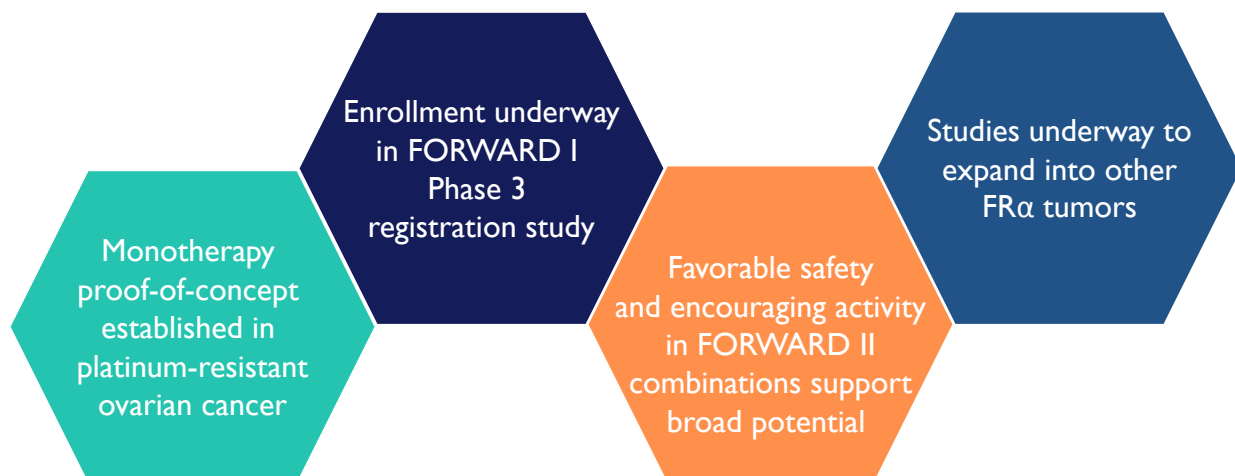 Monotherapy
proof-of-concept
established in
platinum-resistant
ovarian cancer
Enrollment underway
in FORWARD I
Phase 3
registration study
Favorable safety
and encouraging activity
in FORWARD II
combinations support
broad potential
Studies underway to
expand into other
FRα tumors